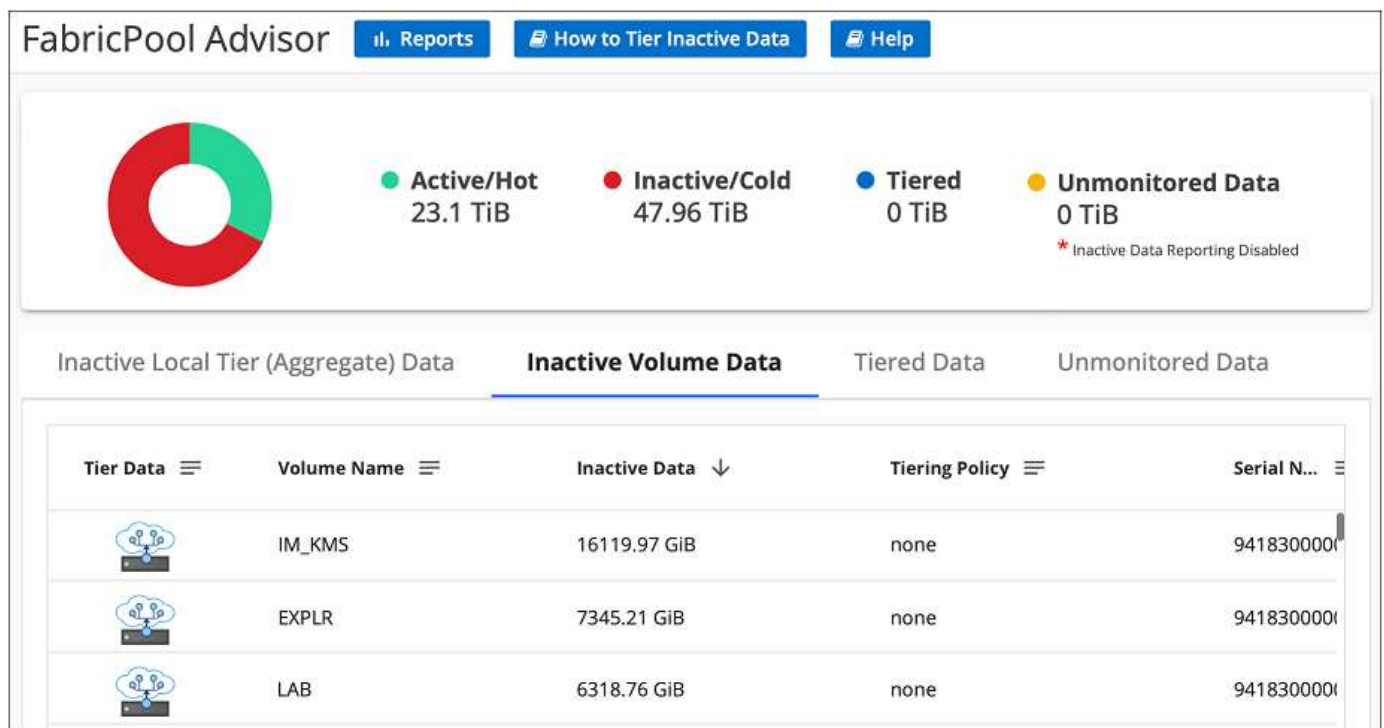 FabricPool Advisor Reports How to Tier Inactive Data Help
Active/Hot Inactive/Cold Tiered Unmonitored Data
23.1 TiB 47.96 TiB 0 TiB 0 TiB
* Inactive Data Reporting Disabled
Inactive Local Tier (Aggregate) Data Inactive Volume Data Tiered Data Unmonitored Data
Tier Data Volume Name Inactive Data Tiering Policy Serial N...
IM_KMS 16119.97 GiB none 9418300000
EXPLR 7345.21 GiB none 9418300000
LAB 6318.76 GiB none 9418300000